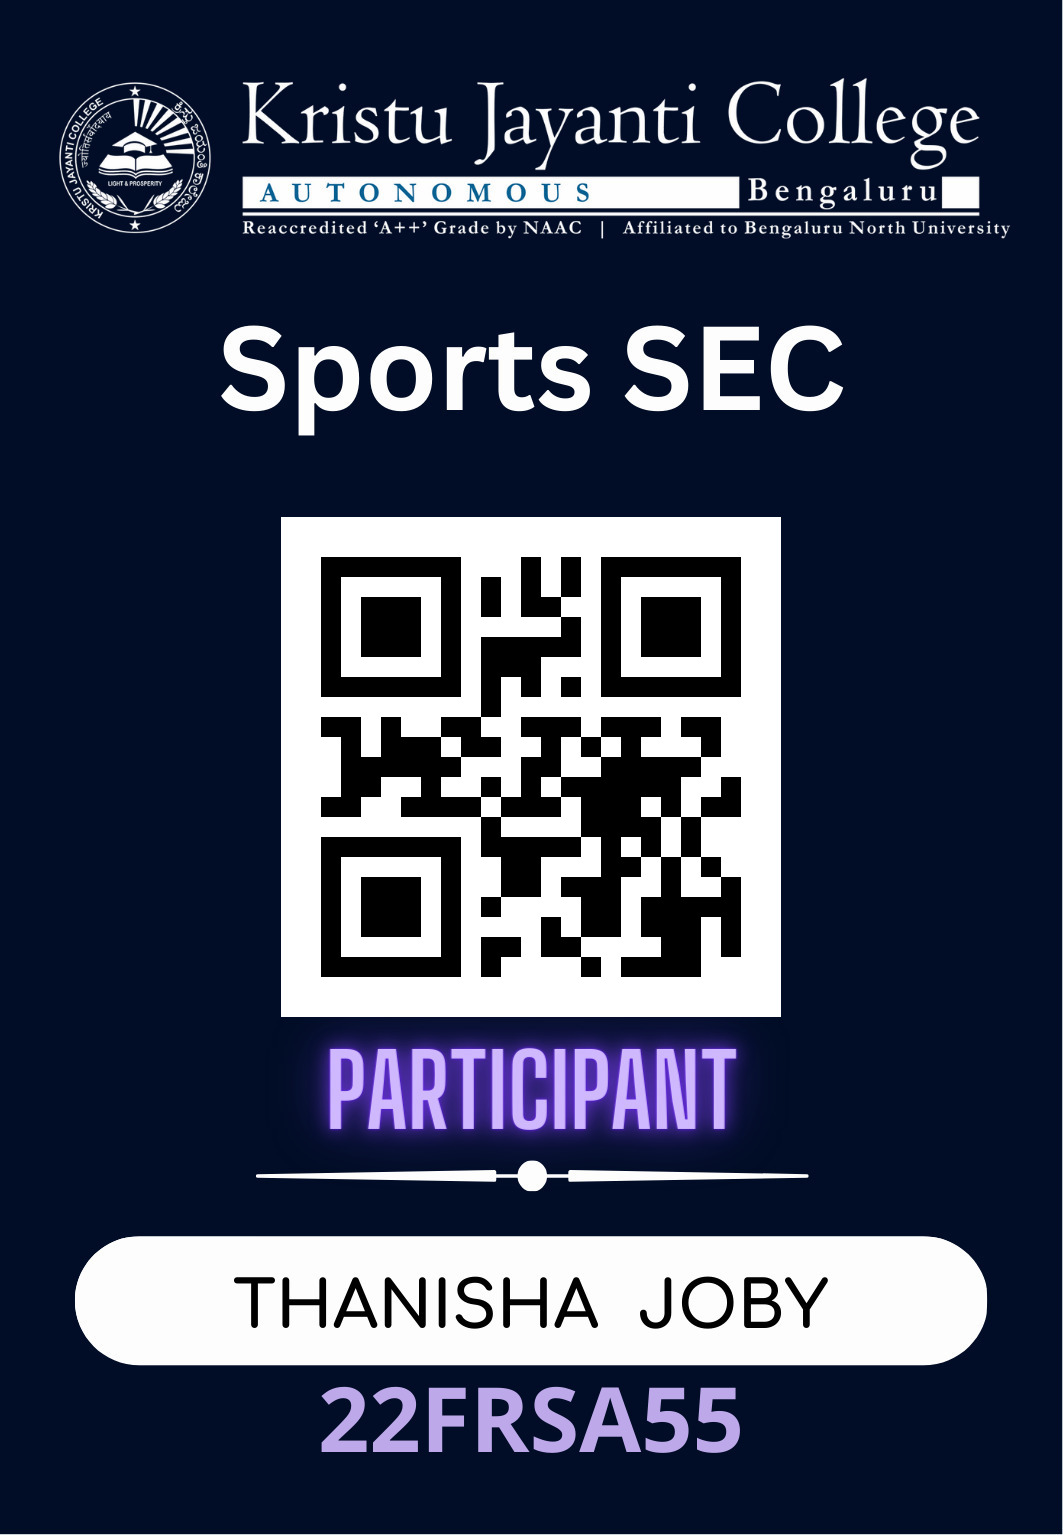 KRISTU JAYANTI COLLEGE
ज्योतिसंवादयाय
LIGHT & PROSPERITY
Kristu Jayanti College
AUTONOMOUS Bengaluru
Reaccredited ‘A++’ Grade by NAAC | Affiliated to Bengaluru North University
Sports SEC
PARTICIPANT
THANISHA JOBY
22FRSA55